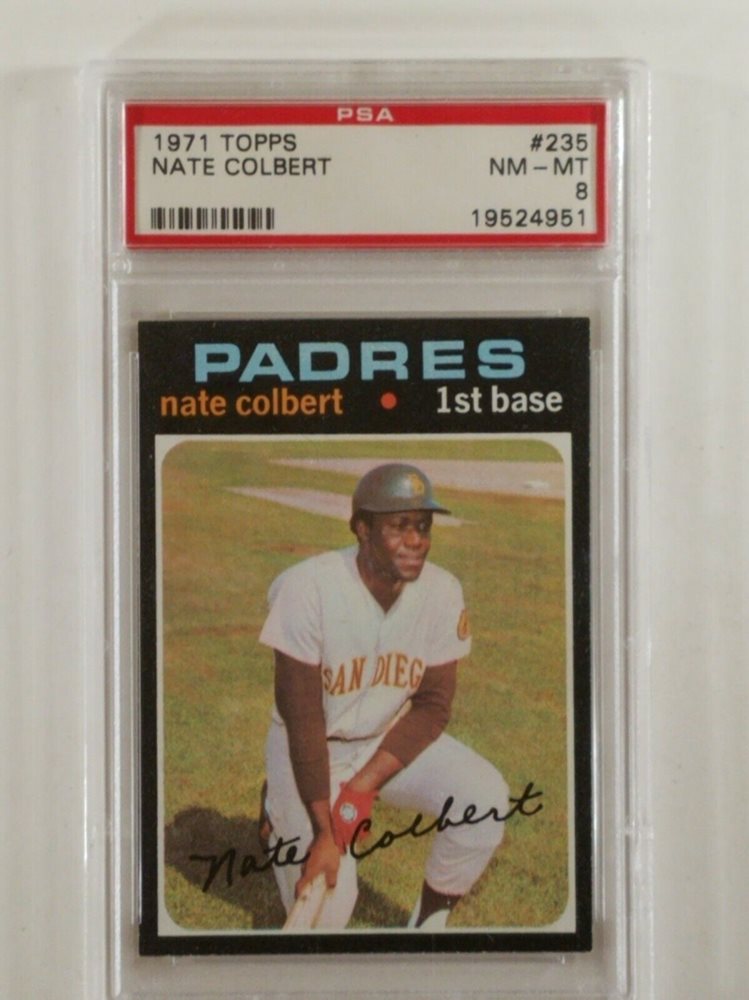 PSA
1971 TOPPS #235
NATE COLBERT NM - MT
8
19524951
PADRES
nate colbert • 1st base
SAN DIEG
Nate Colbert